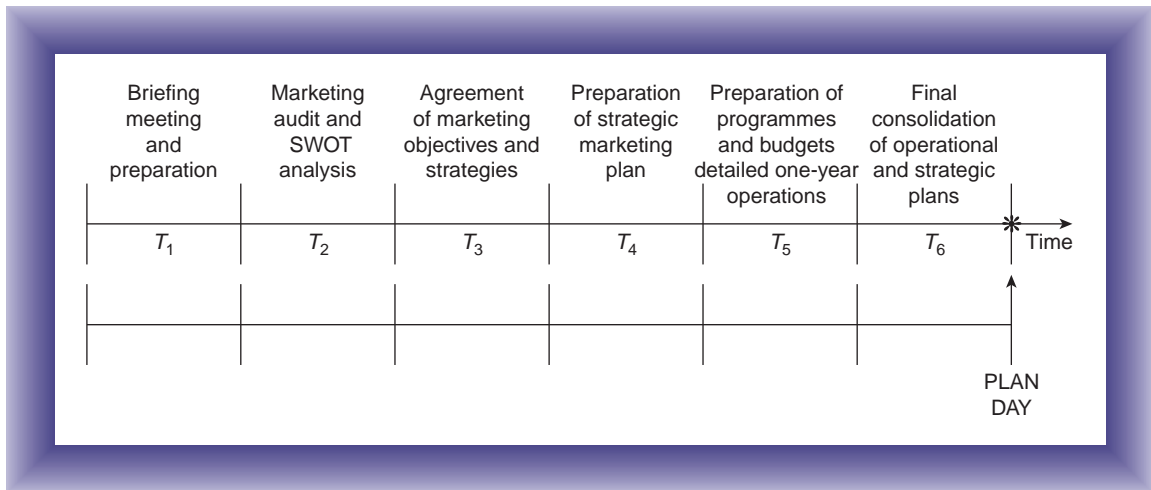 Briefing
meeting
and
preparation
Marketing
audit and
SWOT
analysis
Agreement
of marketing
objectives and
strategies
Preparation
of strategic
marketing
plan
Preparation of
programmes
and budgets
detailed one-year
operations
Final
consolidation
of operational
and strategic
plans
T1
T2
T3
T4
T5
T6
Time
PLAN
DAY